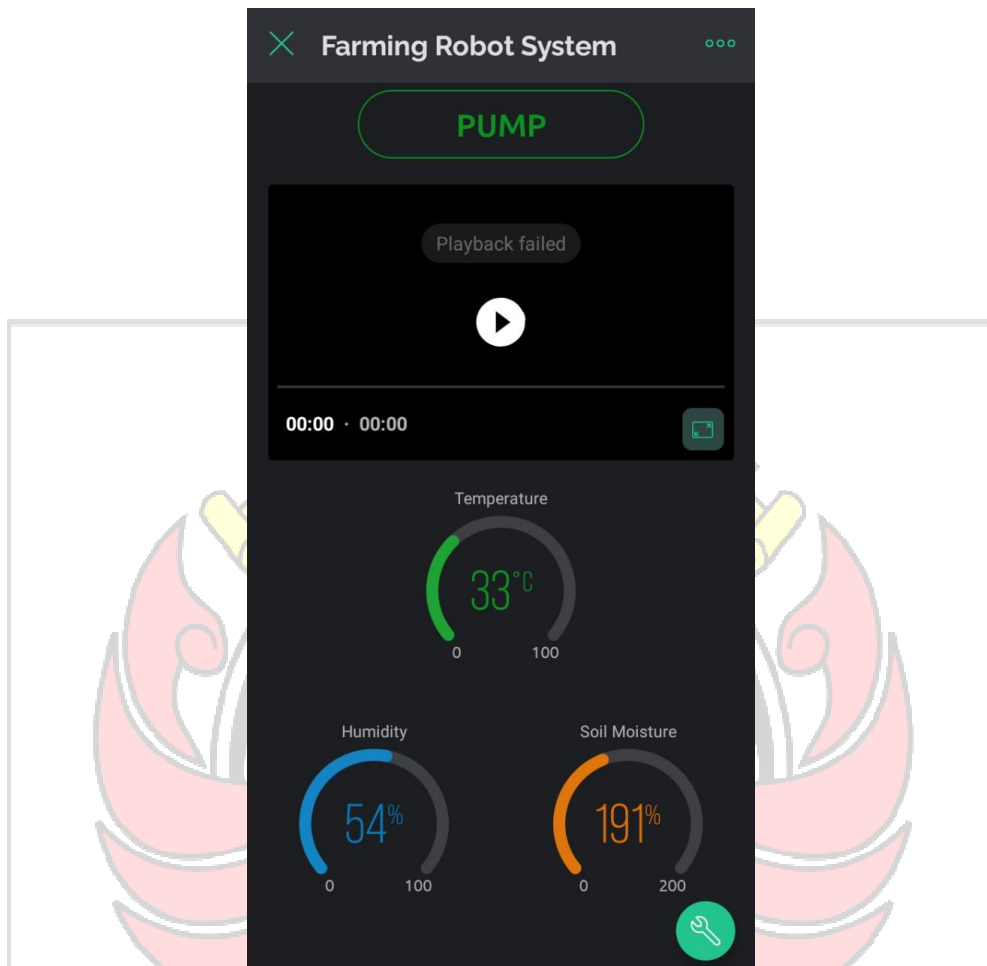 Farming Robot System
PUMP
Playback failed
00:00 · 00:00
Temperature
33°C
0 100
Humidity Soil Moisture
54% 191%
0 100 0 200